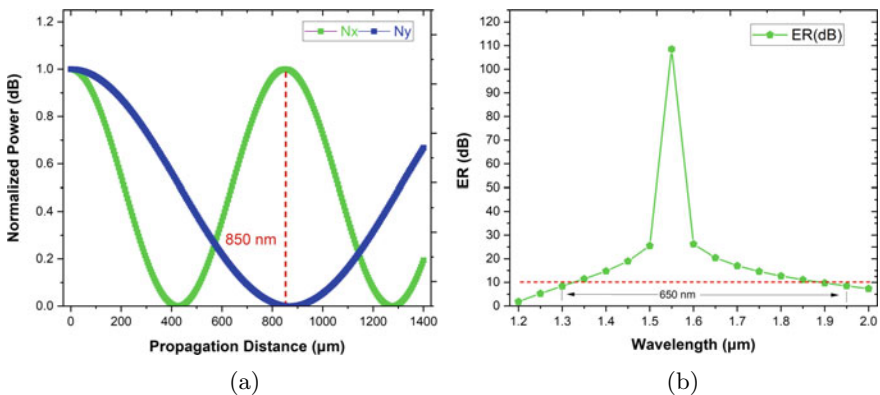 Nx Ny
Normalized Power (dB)
1.2
1.0
0.8
0.6
0.4
0.2
0.0
850 nm
0 200 400 600 800 1000 1200 1400
Propagation Distance (μm)
(a)
ER(dB)
ER (dB)
120
110
100
90
80
70
60
50
40
30
20
10
0
650 nm
1.2 1.3 1.4 1.5 1.6 1.7 1.8 1.9 2.0
Wavelength (μm)
(b)